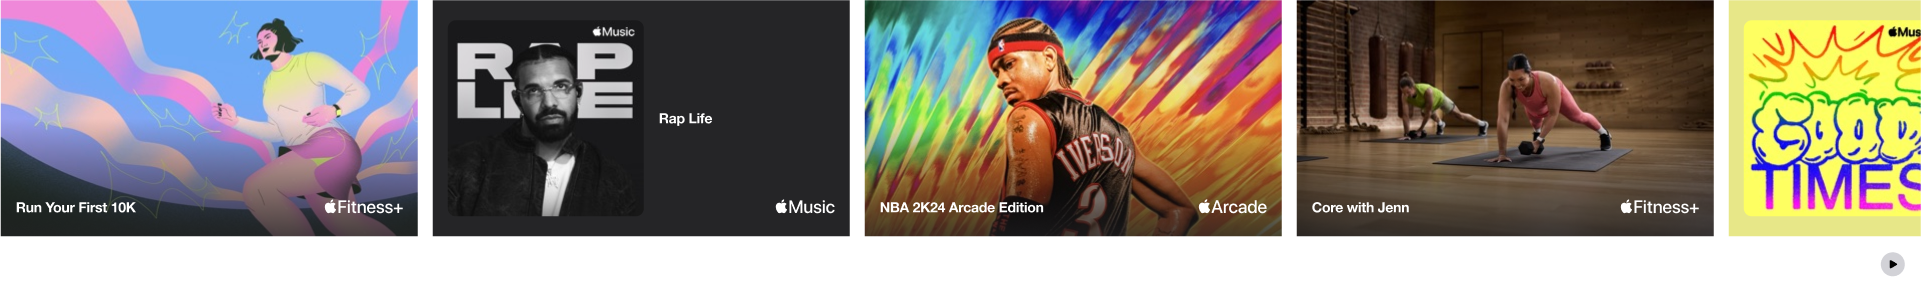 Run Your First 10K
Fitness+
Music
RAP
LIFE
Rap Life
Music
IVERSON
3
NBA 2K24 Arcade Edition
Arcade
Core with Jenn
Fitness+
GOOD
TIMES